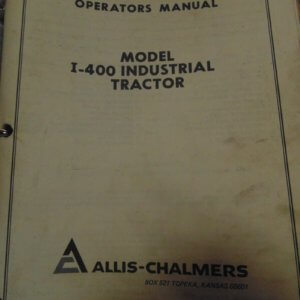 OPERATORS MANUAL
MODEL
I-400 INDUSTRIAL
TRACTOR
ALLIS-CHALMERS
BOX 521 TOPEKA, KANSAS 66601